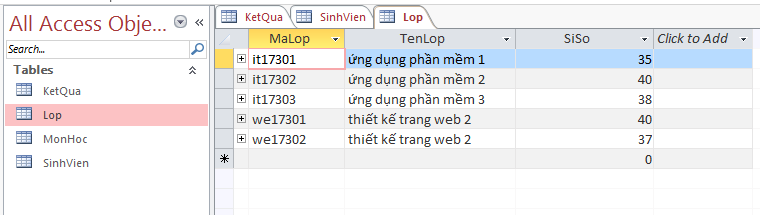 All Access Obje...
Search...
Tables
KetQua
Lop
MonHoc
SinhVien
KetQua SinhVien Lop
MaLop TenLop SiSo Click to Add
it17301 ứng dụng phần mềm 1 35
it17302 ứng dụng phần mềm 2 40
it17303 ứng dụng phần mềm 3 38
we17301 thiết kế trang web 2 40
we17302 thiết kế trang web 2 37
0